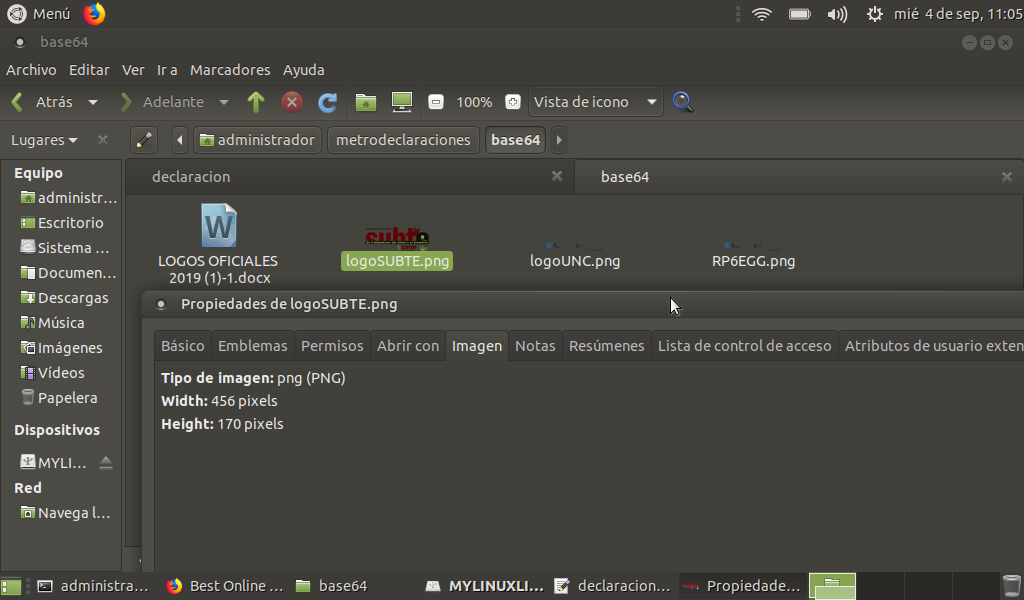 Menú
mié 4 de sep, 11:05
base64
Archivo Editar Ver Ir a Marcadores Ayuda
Atrás Adelante 100% Vista de icono
Lugares administrador metrodeclaraciones base64
Equipo
administr...
Escritorio
Sistema ...
Documen...
Descargas
Música
Imágenes
Vídeos
Papelera
Dispositivos
MYLI...
Red
Navega l...
declaracion base64
W
subte
LOGOS OFICIALES
2019 (1)-1.docx
logoSUBTE.png
logoUNC.png
RP6EGG.png
Propiedades de logoSUBTE.png
Básico Emblemas Permisos Abrir con Imagen Notas Resúmenes Lista de control de acceso Atributos de usuario exten
Tipo de imagen: png (PNG)
Width: 456 pixels
Height: 170 pixels
administra... Best Online ... base64 MYLINUXLI... declaracion... Propiedade...